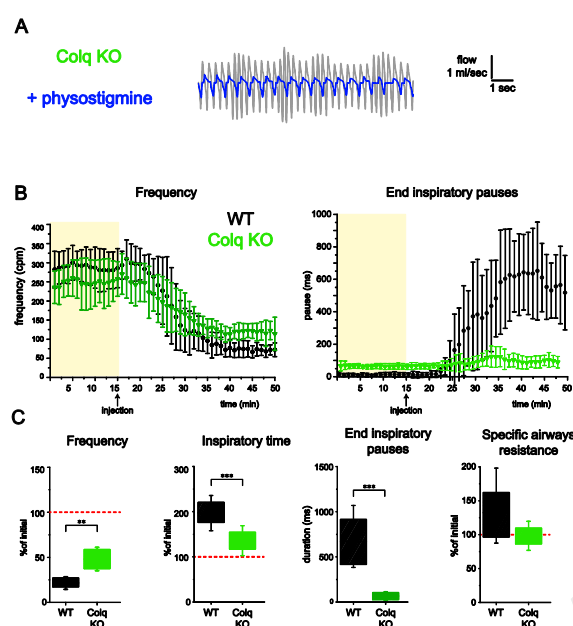 A
Colq KO
+ physostigmine
flow
1 ml/sec
1 sec
B
Frequency
End inspiratory pauses
WT
Colq KO
frequency (cpm)
400
350
300
250
200
150
100
50
0
5 10 15 20 25 30 35 40 45 50
injection
time (min)
pause (ms)
1000
800
600
400
200
0
5 10 15 20 25 30 35 40 45 50
injection
time (min)
C
Frequency
Inspiratory time
End inspiratory
pauses
Specific airways
resistance
%of initial
150
100
50
0
**
WT
Colq
KO
%of initial
300
200
100
0
***
WT
Colq
KO
duration (ms)
1500
1000
500
0
***
WT
Colq
KO
%of initial
200
150
100
50
0
WT
Colq
KO